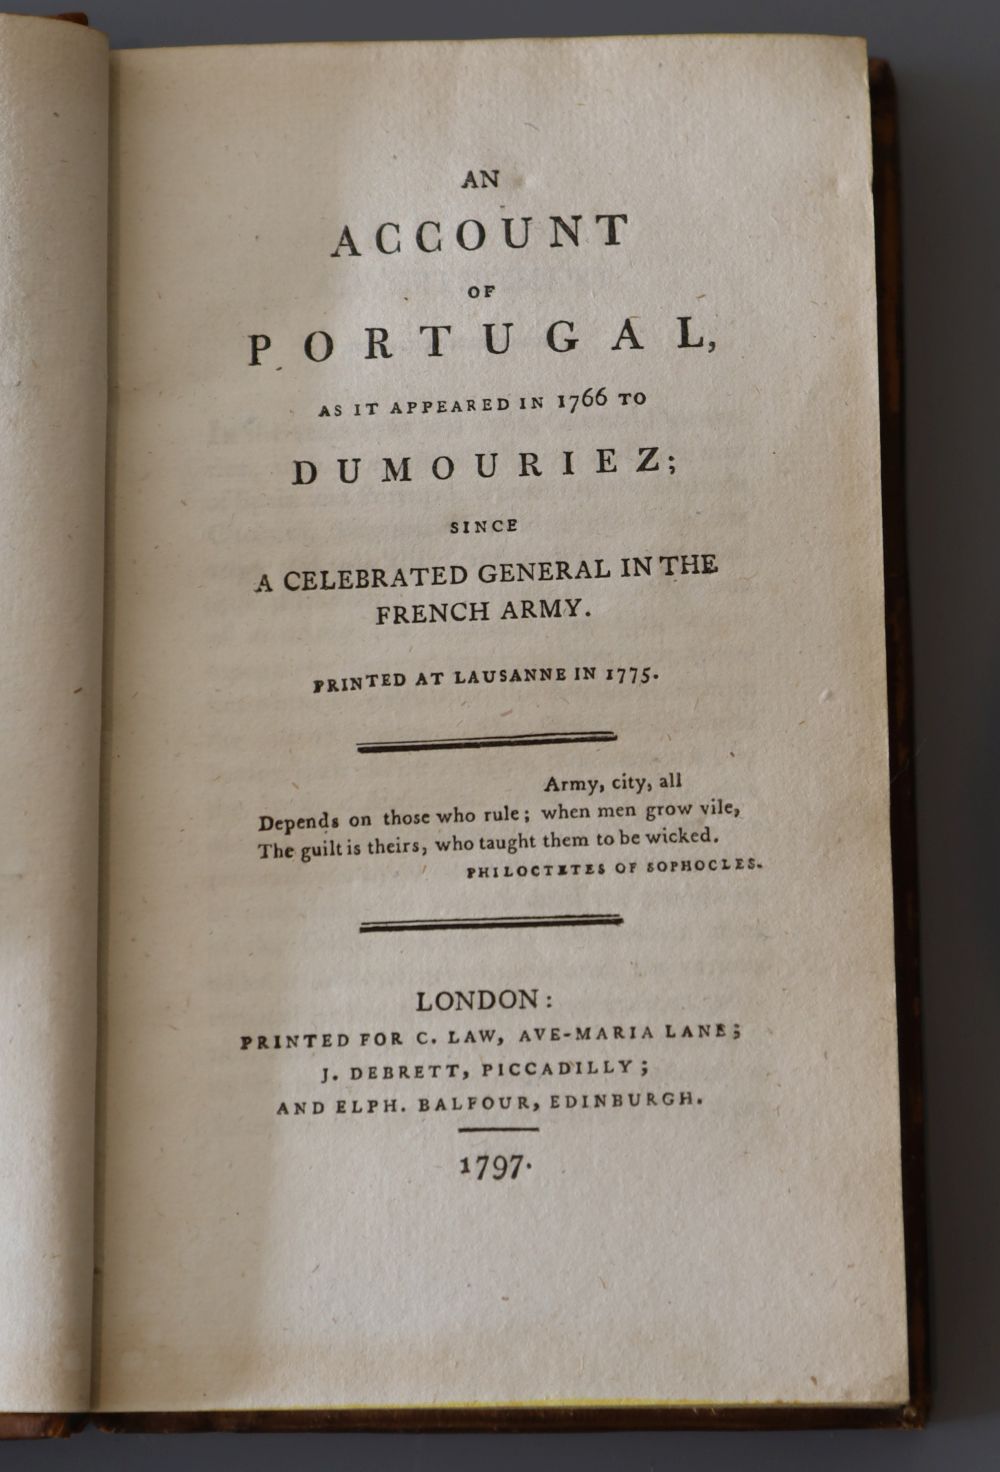 AN
ACCOUNT
OF
PORTUGAL,
AS IT APPEARED IN 1766 TO
DUMOURIEZ;
SINCE
A CELEBRATED GENERAL IN THE
FRENCH ARMY.
PRINTED AT LAUSANNE IN 1775.
Army, city, all
Depends on those who rule; when men grow vile,
The guilt is theirs, who taught them to be wicked.
PHILOCTETES OF SOPHOCLES.
LONDON:
PRINTED FOR C. LAW, AVE-MARIA LANE;
J. DEBRETT, PICCADILLY;
AND ELPH. BALFOUR, EDINBURGH.
1797.